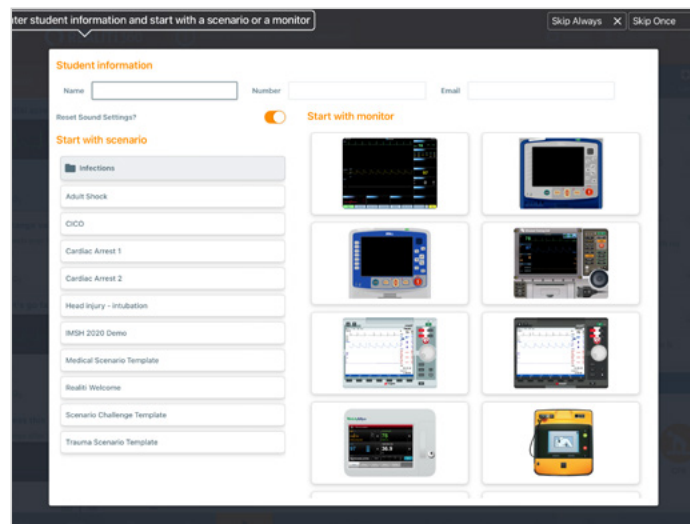 ter student information and start with a scenario or a monitor
Skip Always X Skip Once
Student information
Name Number Email
Reset Sound Settings?
Start with monitor
Start with scenario
Infections
Adult Shock
CICO
Cardiac Arrest 1
Cardiac Arrest 2
Head injury - intubation
IMSH 2020 Demo
Medical Scenario Template
Realiti Welcome
Scenario Challenge Template
Trauma Scenario Template